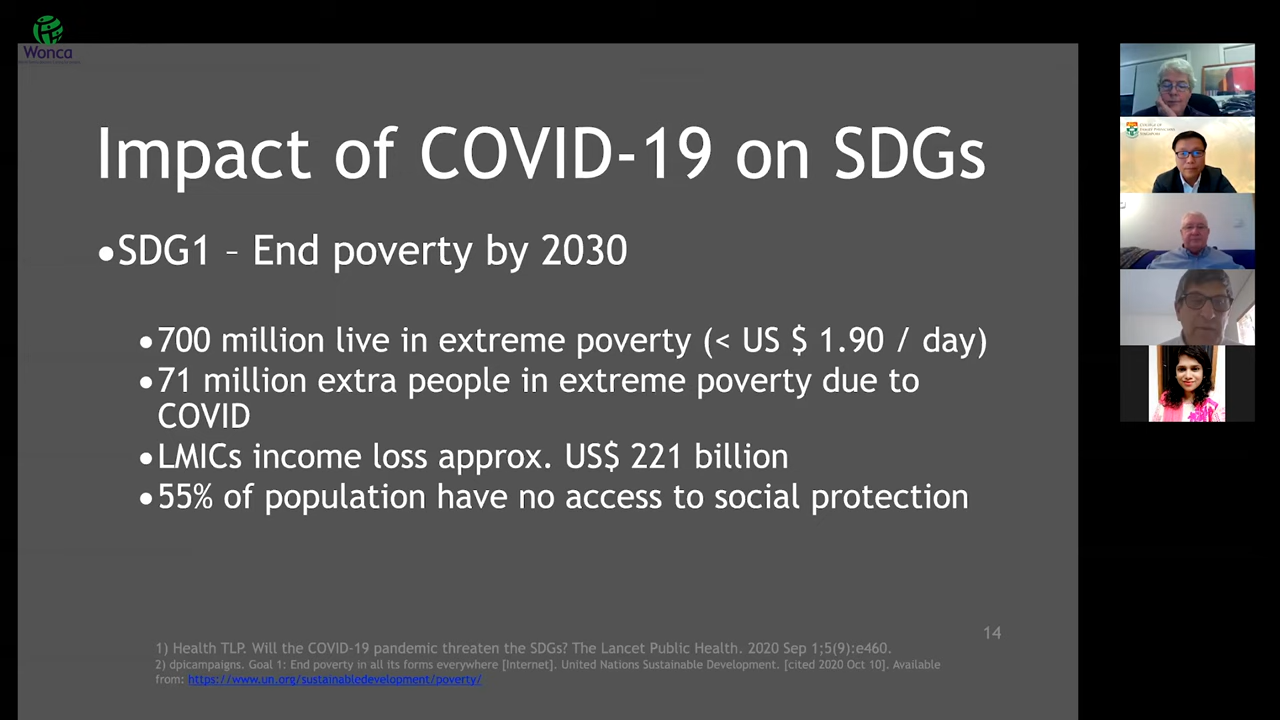 Wonca
Impact of COVID-19 on SDGs
•SDG1 – End poverty by 2030
•700 million live in extreme poverty (< US $ 1.90 / day)
•71 million extra people in extreme poverty due to
COVID
•LMICs income loss approx. US$ 221 billion
•55% of population have no access to social protection
14
1) Health TLP. Will the COVID-19 pandemic threaten the SDGs? The Lancet Public Health. 2020 Sep 1;5(9):e460.
2) dpicampaigns. Goal 1: End poverty in all its forms everywhere [Internet]. United Nations Sustainable Development. [cited 2020 Oct 10]. Available
from: https://www.un.org/sustainabledevelopment/poverty/